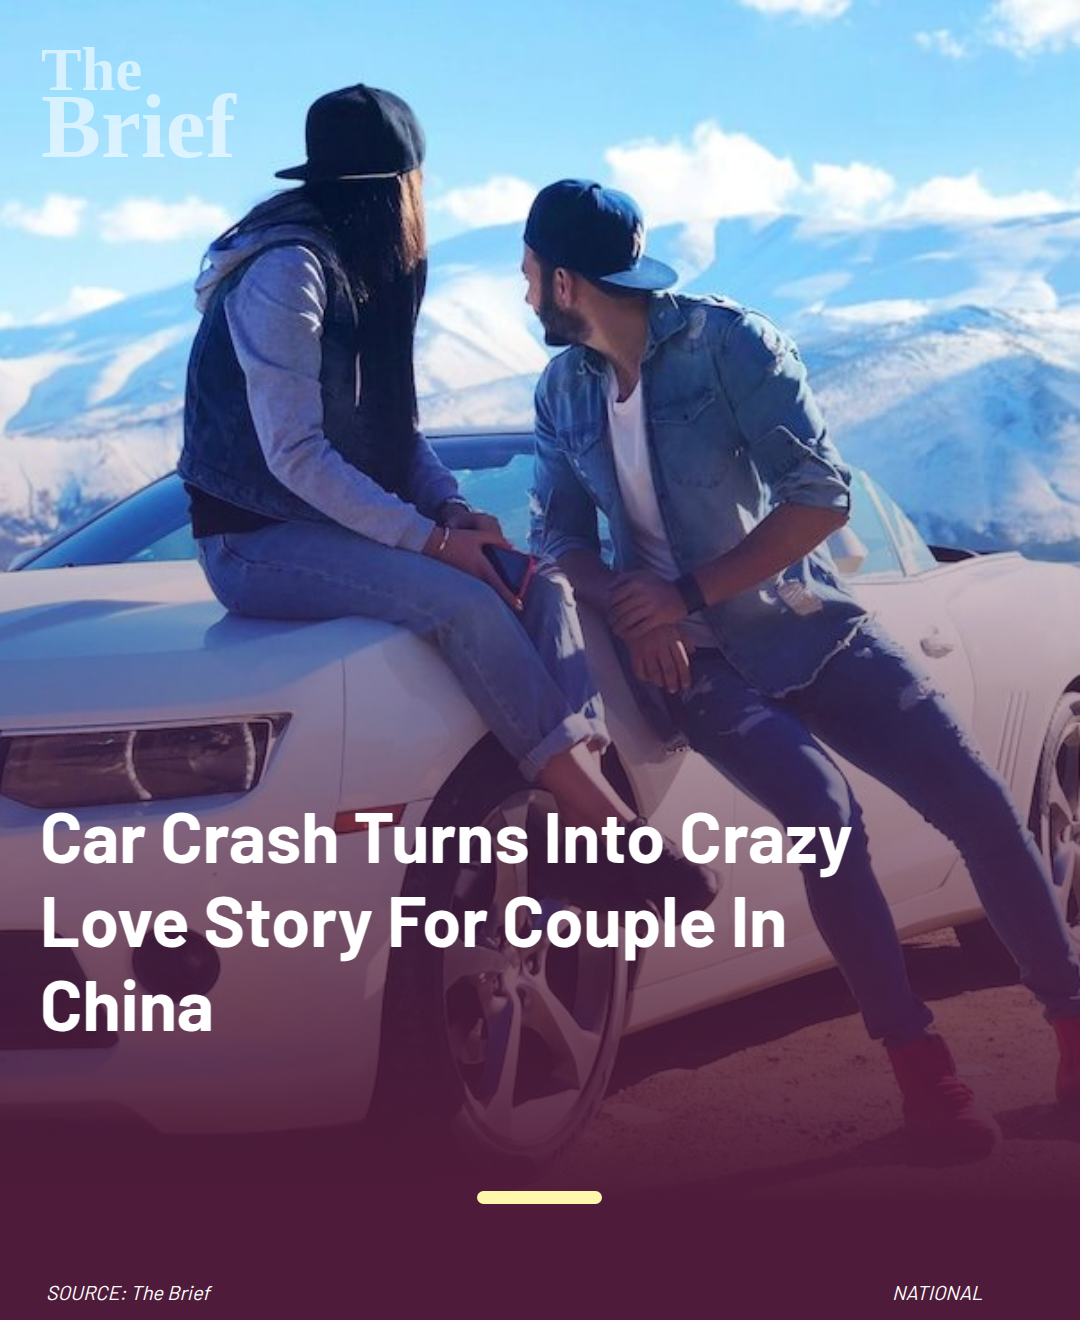 The
Brief
Car Crash Turns Into Crazy
Love Story For Couple In
China
SOURCE: The Brief
NATIONAL